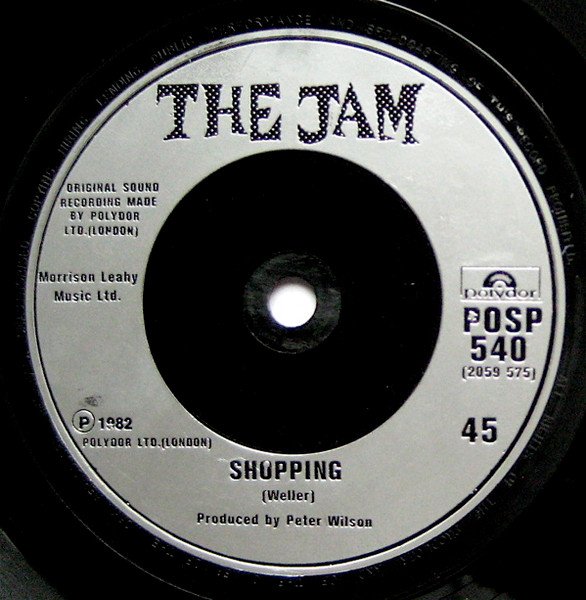 THE JAM
ORIGINAL SOUND
RECORDING MADE
BY POLYDOR
LTD.(LONDON)
Morrison Leahy
Music Ltd.
polydor
POSP
540
(2059 575)
45
Ⓟ 1982
POLYDOR LTD.(LONDON)
SHOPPING
(Weller)
Produced by Peter Wilson